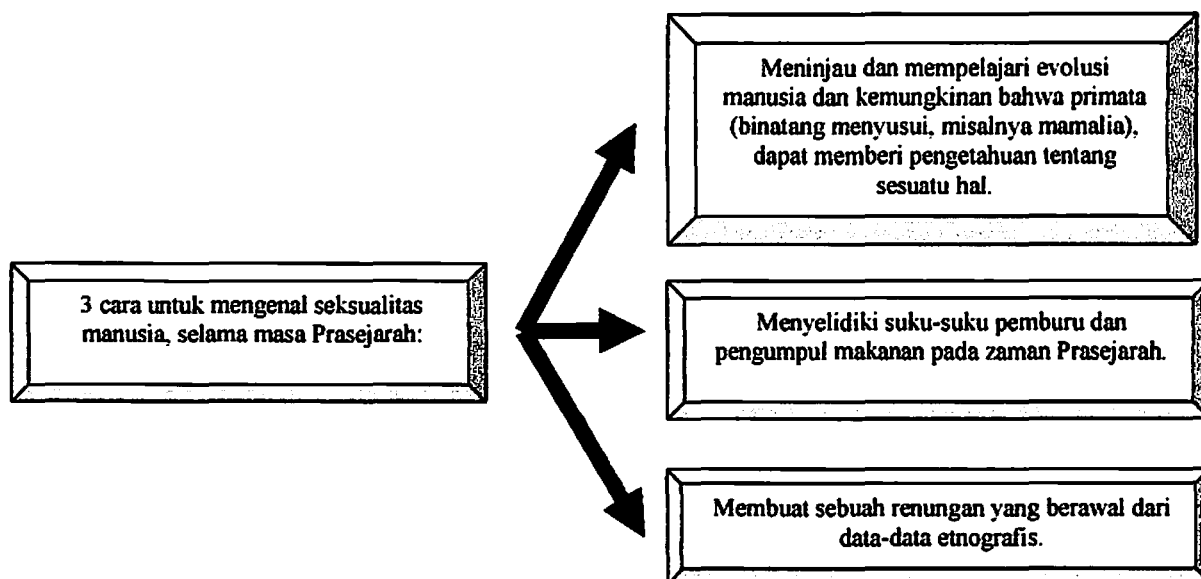 3 cara untuk mengenal seksualitas
manusia, selama masa Prasejarah:
Meninjau dan mempelajari evolusi
manusia dan kemungkinan bahwa primata
(binatang menyusui, misalnya mamalia),
dapat memberi pengetahuan tentang
sesuatu hal.
Menyelidiki suku-suku pemburu dan
pengumpul makanan pada zaman Prasejarah.
Membuat sebuah renungan yang berawal dari
data-data etnografis.